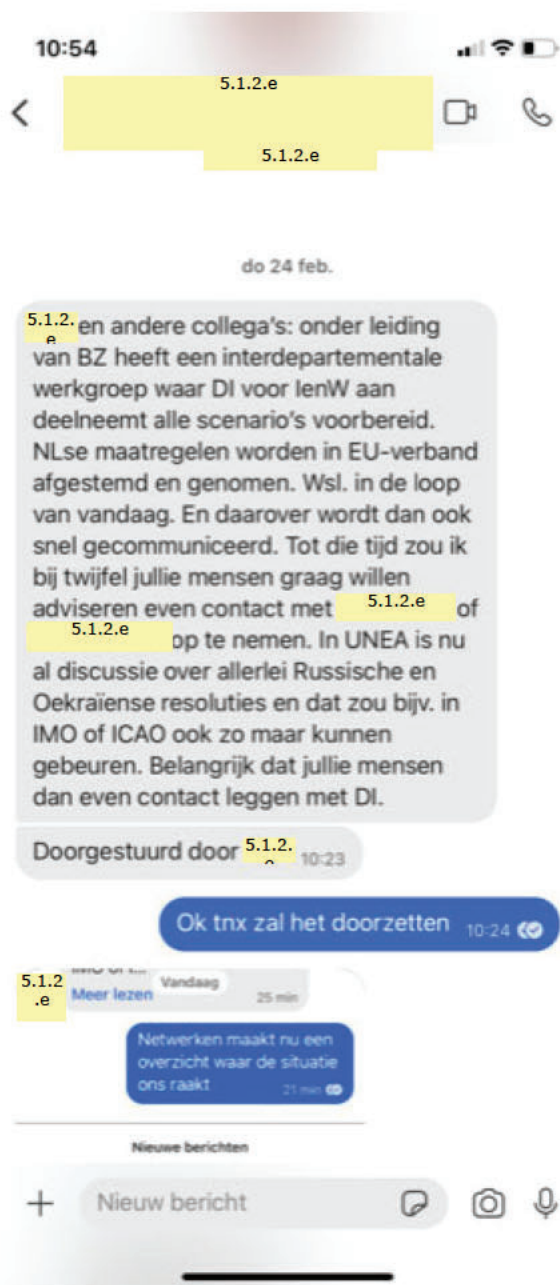 10:54
5.1.2.e
5.1.2.e
do 24 feb.
5.1.2.
e en andere collega's: onder leiding
van BZ heeft een interdepartementale
werkgroep waar DI voor IenW aan
deelneemt alle scenario's voorbereid.
NLse maatregelen worden in EU-verband
afgestemd en genomen. Wsl. in de loop
van vandaag. En daarover wordt dan ook
snel gecommuniceerd. Tot die tijd zou ik
bij twijfel jullie mensen graag willen
adviseren even contact met 5.1.2.e of
5.1.2.e op te nemen. In UNEA is nu
al discussie over allerlei Russische en
Oekraïense resoluties en dat zou bijv. in
IMO of ICAO ook zo maar kunnen
gebeuren. Belangrijk dat jullie mensen
dan even contact leggen met DI.
Doorgestuurd door 5.1.2. 10:23
Ok tnx zal het doorzetten 10:24
5.1.2
.e
IMO of I...
Vandaag
Meer lezen 25 min
Netwerken maakt nu een
overzicht waar de situatie
ons raakt 21 min
Nieuwe berichten
Nieuw bericht